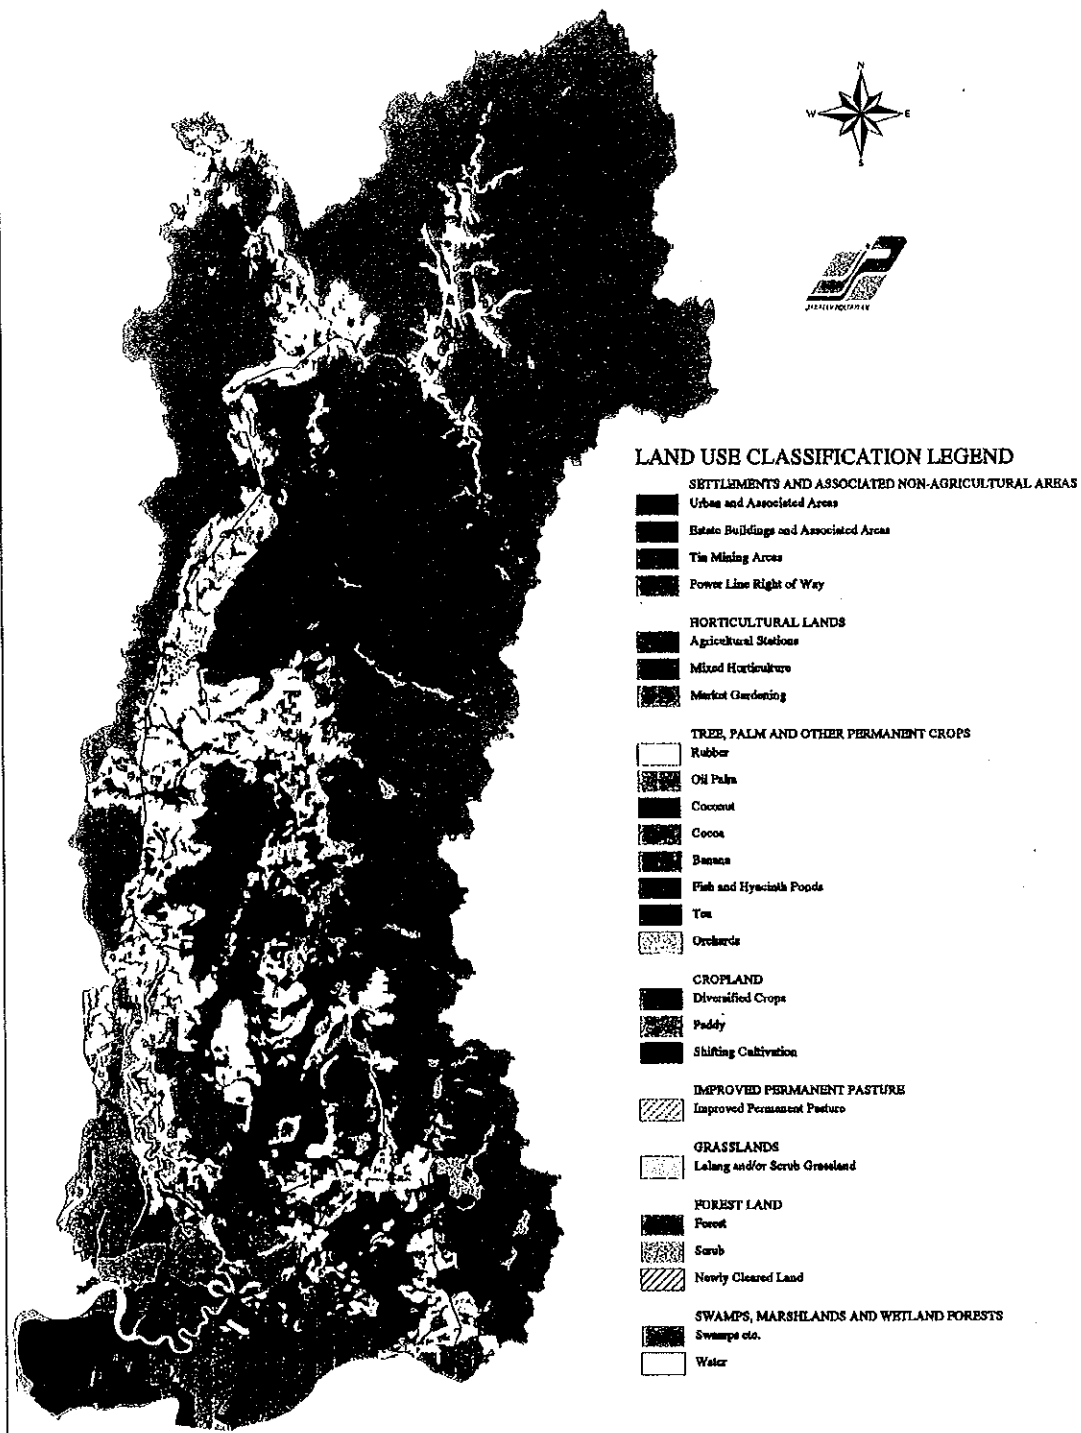 N
W E
S
LAND USE CLASSIFICATION LEGEND
SETTLEMENTS AND ASSOCIATED NON-AGRICULTURAL AREAS
Urban and Associated Areas
Estate Buildings and Associated Areas
Tin Mining Areas
Power Line Right of Way
HORTICULTURAL LANDS
Agricultural Stations
Mixed Horticulture
Market Gardening
TREE, PALM AND OTHER PERMANENT CROPS
Rubber
Oil Palm
Coconut
Cocoa
Banana
Fish and Hyacinth Ponds
Tea
Orchards
CROPLAND
Diversified Crops
Paddy
Shifting Cultivation
IMPROVED PERMANENT PASTURE
Improved Permanent Pasture
GRASSLANDS
Lalang and/or Scrub Grassland
FOREST LAND
Forest
Scrub
Newly Cleared Land
SWAMPS, MARSHLANDS AND WETLAND FORESTS
Swamps etc.
Water